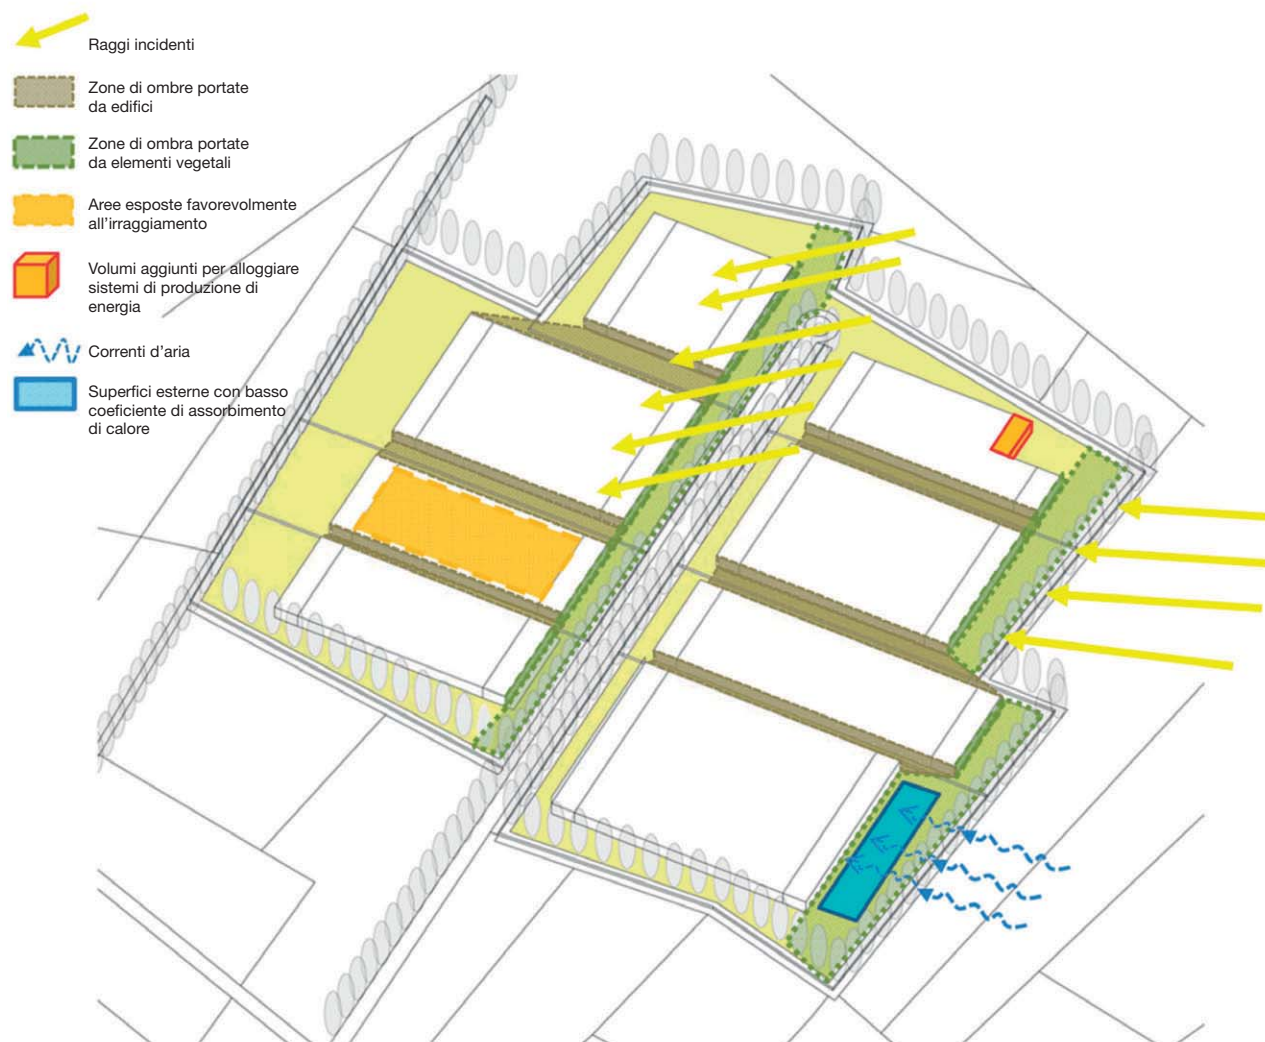 Raggi incidenti
Zone di ombre portate
da edifici
Zone di ombra portate
da elementi vegetali
Aree esposte favorevolmente
all'irraggiamento
Volumi aggiunti per alloggiare
sistemi di produzione di
energia
Correnti d'aria
Superfici esterne con basso
coeficiente di assorbimento
di calore